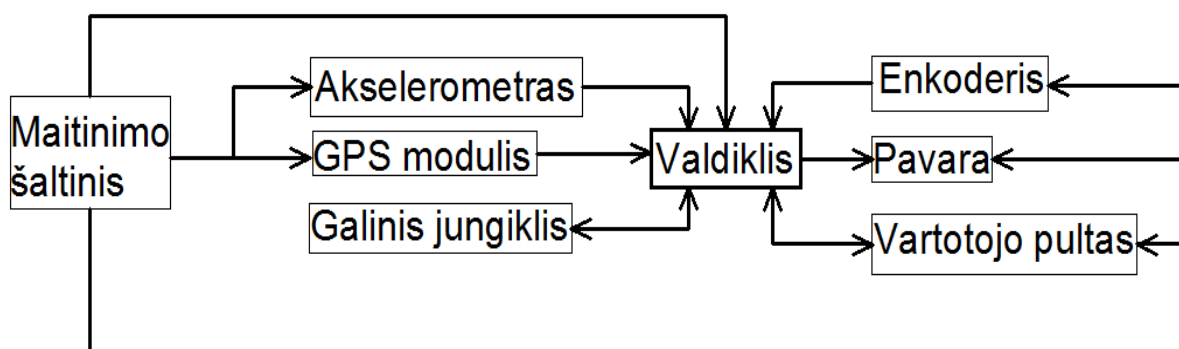 Maitinimo
šaltinis
Akselerometras
GPS modulis
Galinis jungiklis
Valdiklis
Enkoderis
Pavara
Vartotojo pultas